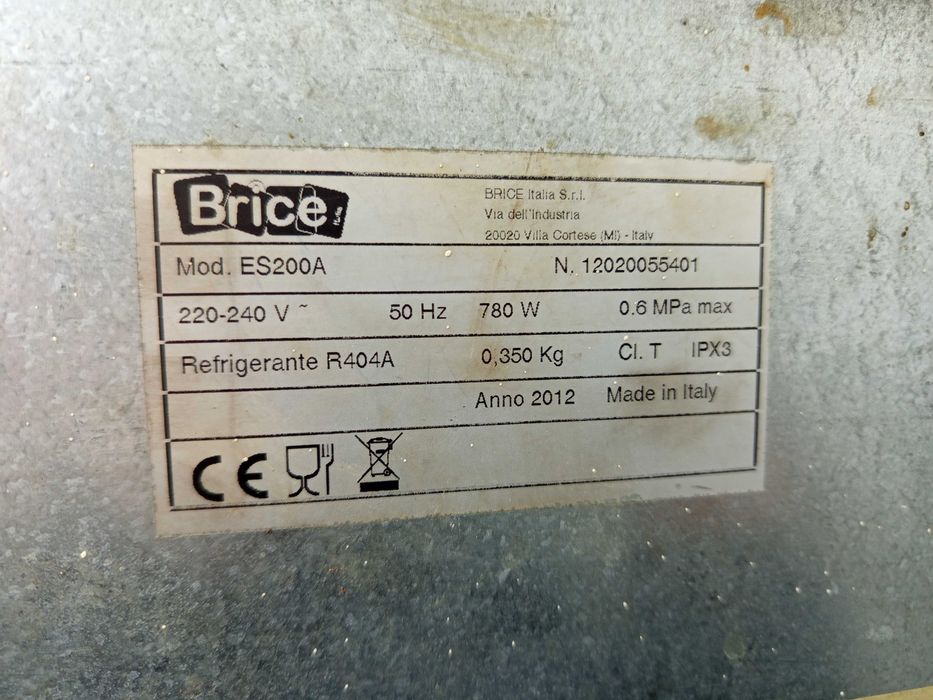 Brice Italia
BRICE Italia S.r.l.
Via dell'Industria
20020 Villa Cortese (MI) - Italy
Mod. ES200A N. 12020055401
220-240 V ~ 50 Hz 780 W 0.6 MPa max
Refrigerante R404A 0,350 Kg Cl. T IPX3
Anno 2012 Made in Italy
CE